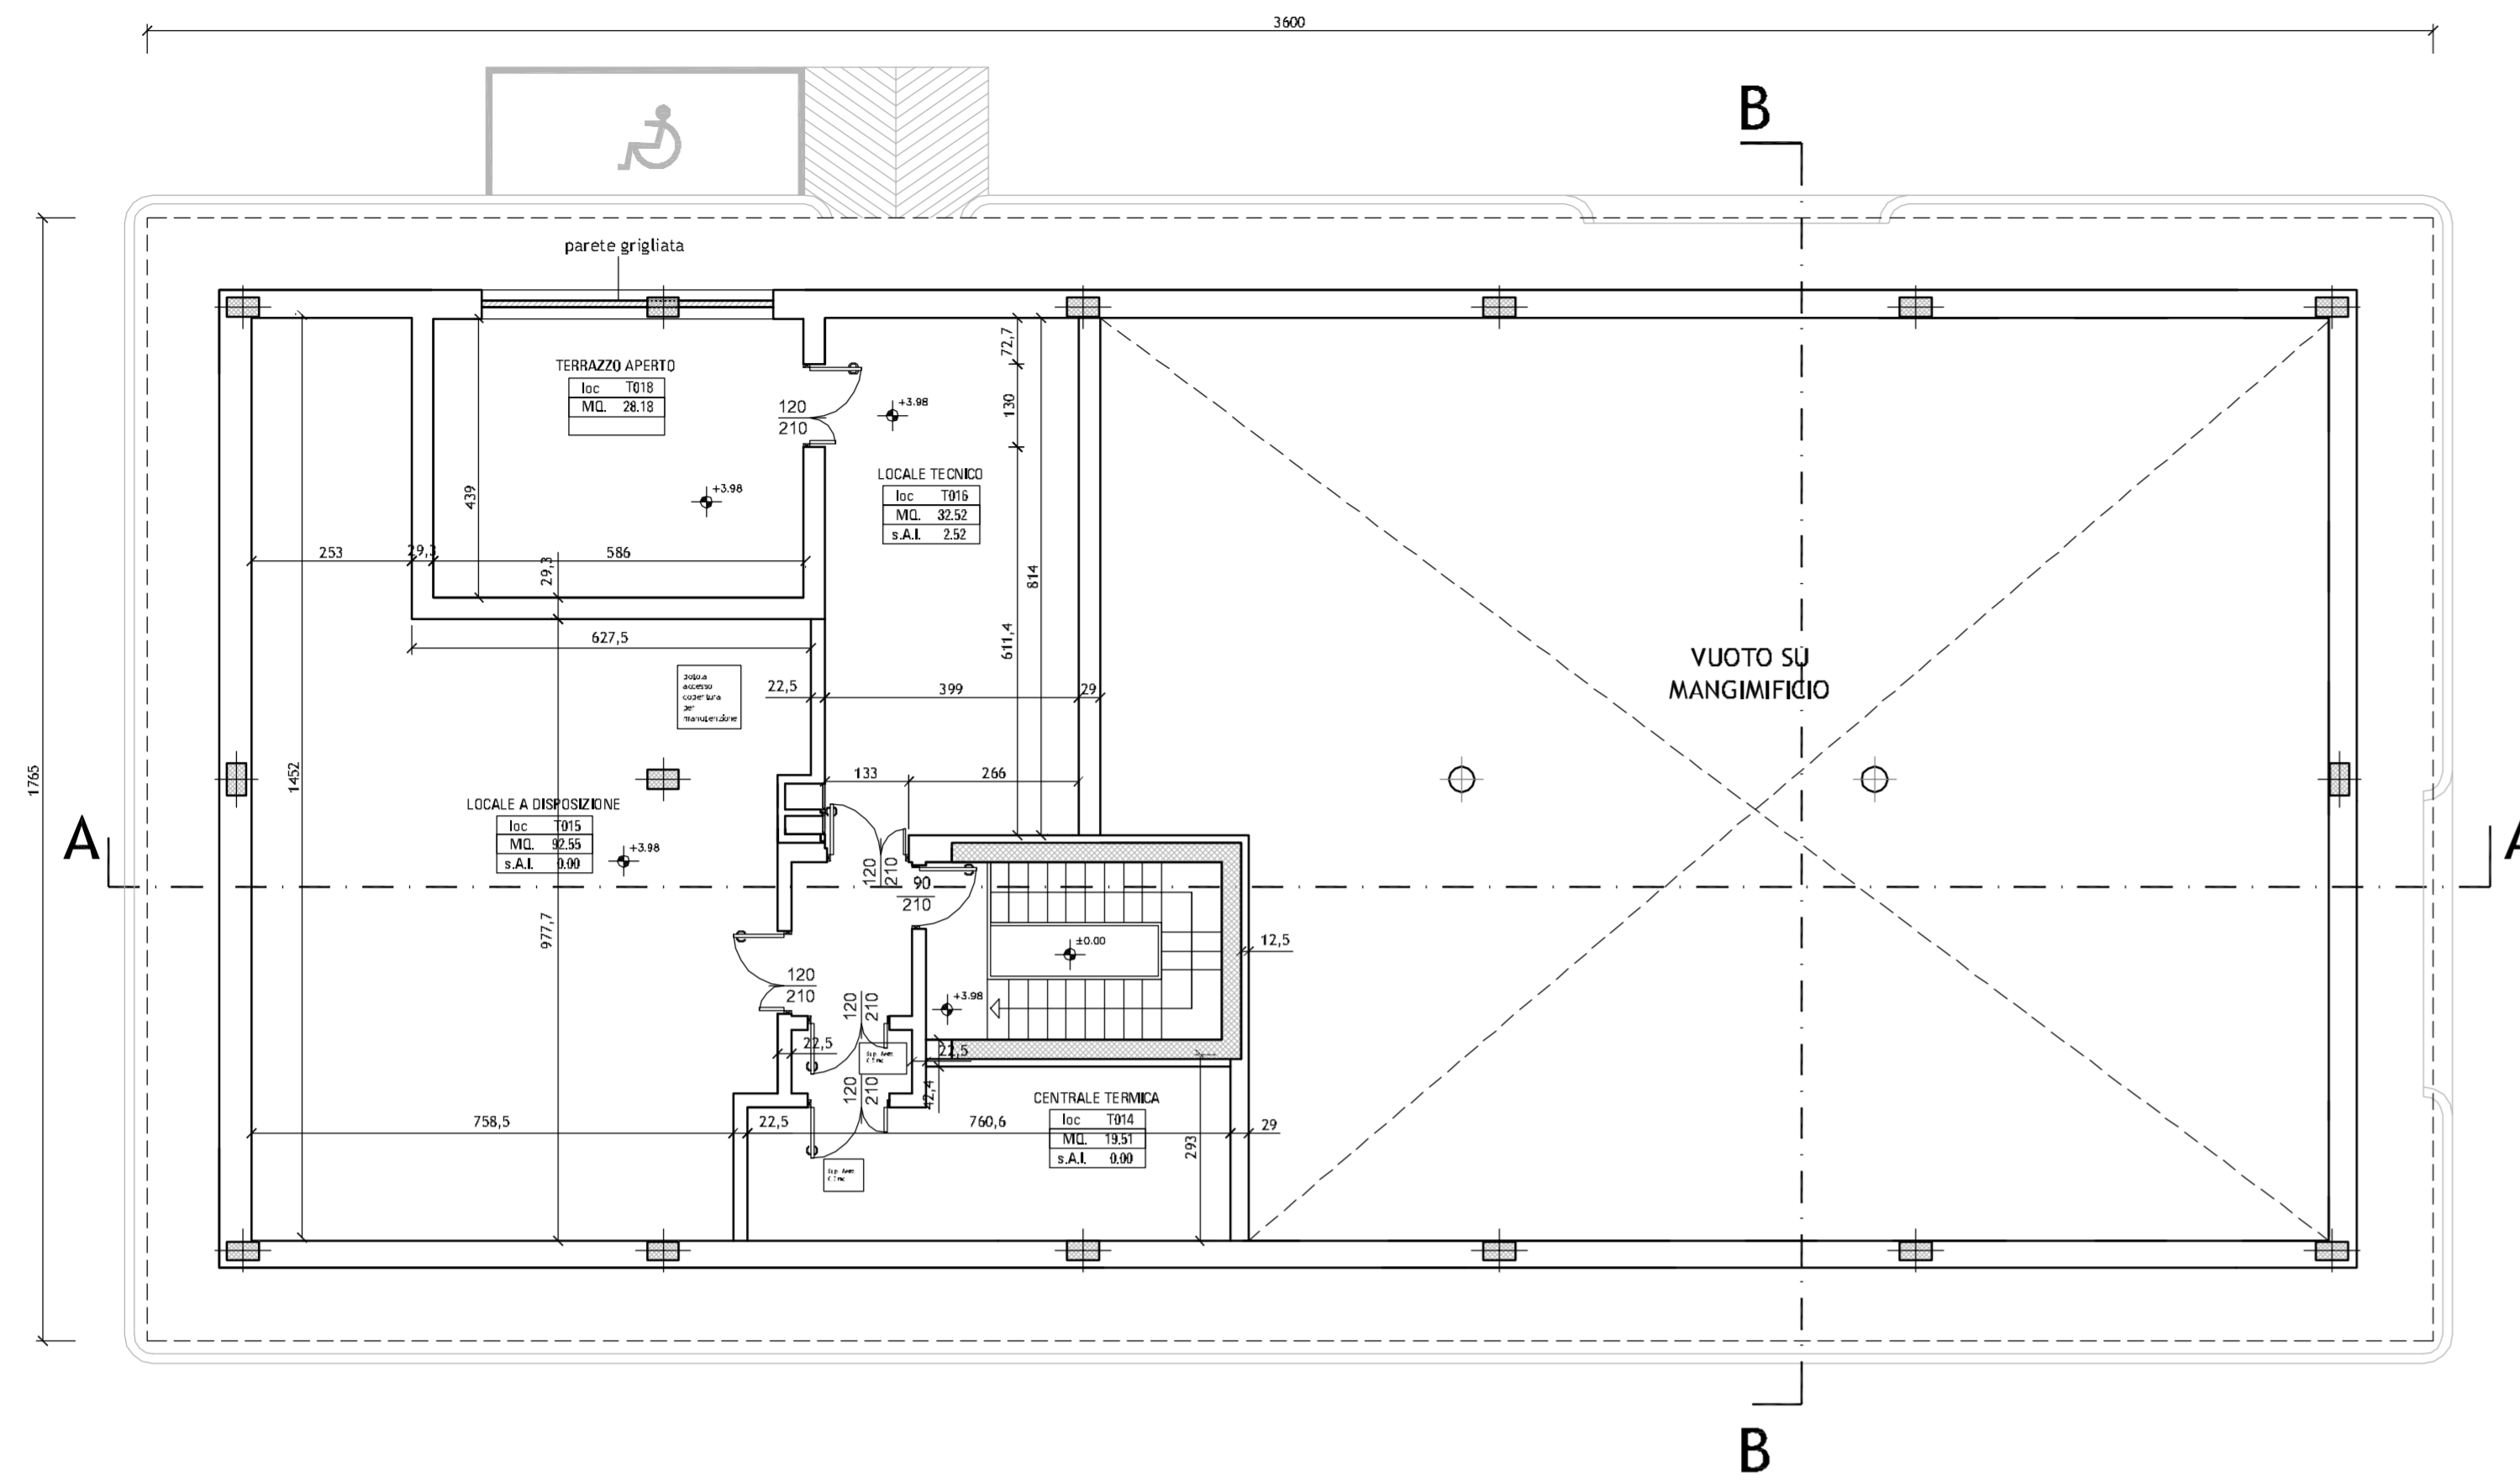 3600
B
parete grigliata
TERRAZZO APERTO
loc T018
MQ. 28.18
120
210
+3.98
72,7
130
LOCALE TECNICO
loc T016
MQ. 32.52
s.A.I. 2.52
439
+3.98
253
29,3
586
29,3
814
627,5
611,4
22,5
399
29
VUOTO SU
MANGIMIFICIO
accesso
copertura
per
manutenzione
1765
1452
133
266
LOCALE A DISPOSIZIONE
loc T015
MQ. 92.55
s.A.I. 0.00
+3.98
A
A
120
210
90
210
977,7
±0.00
12,5
120
210
+3.98
120
210
22,5
22,5
120
210
42,4
CENTRALE TERMICA
loc T014
MQ. 19.51
s.A.I. 0.00
758,5
22,5
760,6
293
29
B